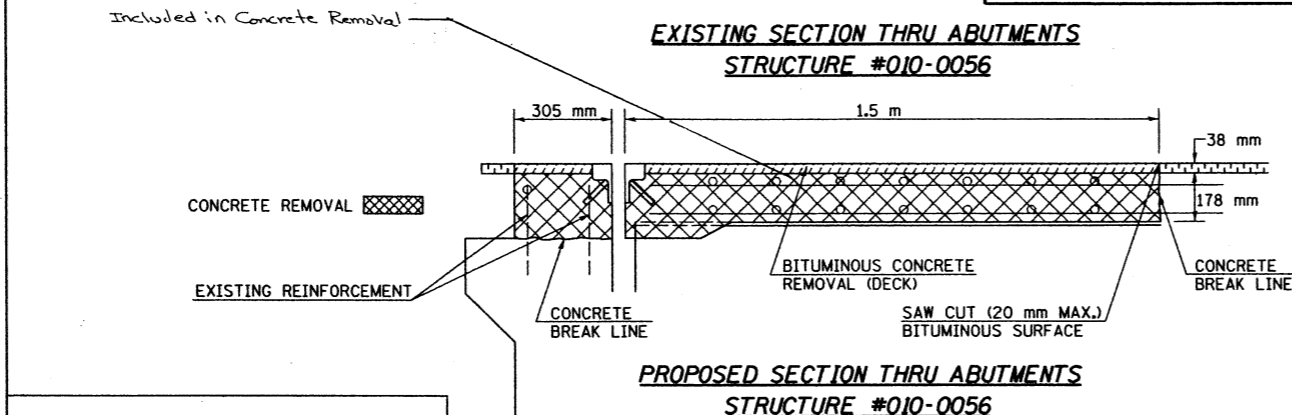 Included in Concrete Removal
EXISTING SECTION THRU ABUTMENTS
STRUCTURE #010-0056
305 mm
1.5 m
38 mm
CONCRETE REMOVAL
178 mm
EXISTING REINFORCEMENT
BITUMINOUS CONCRETE
REMOVAL (DECK)
CONCRETE
BREAK LINE
CONCRETE
BREAK LINE
SAW CUT (20 mm MAX.)
BITUMINOUS SURFACE
PROPOSED SECTION THRU ABUTMENTS
STRUCTURE #010-0056